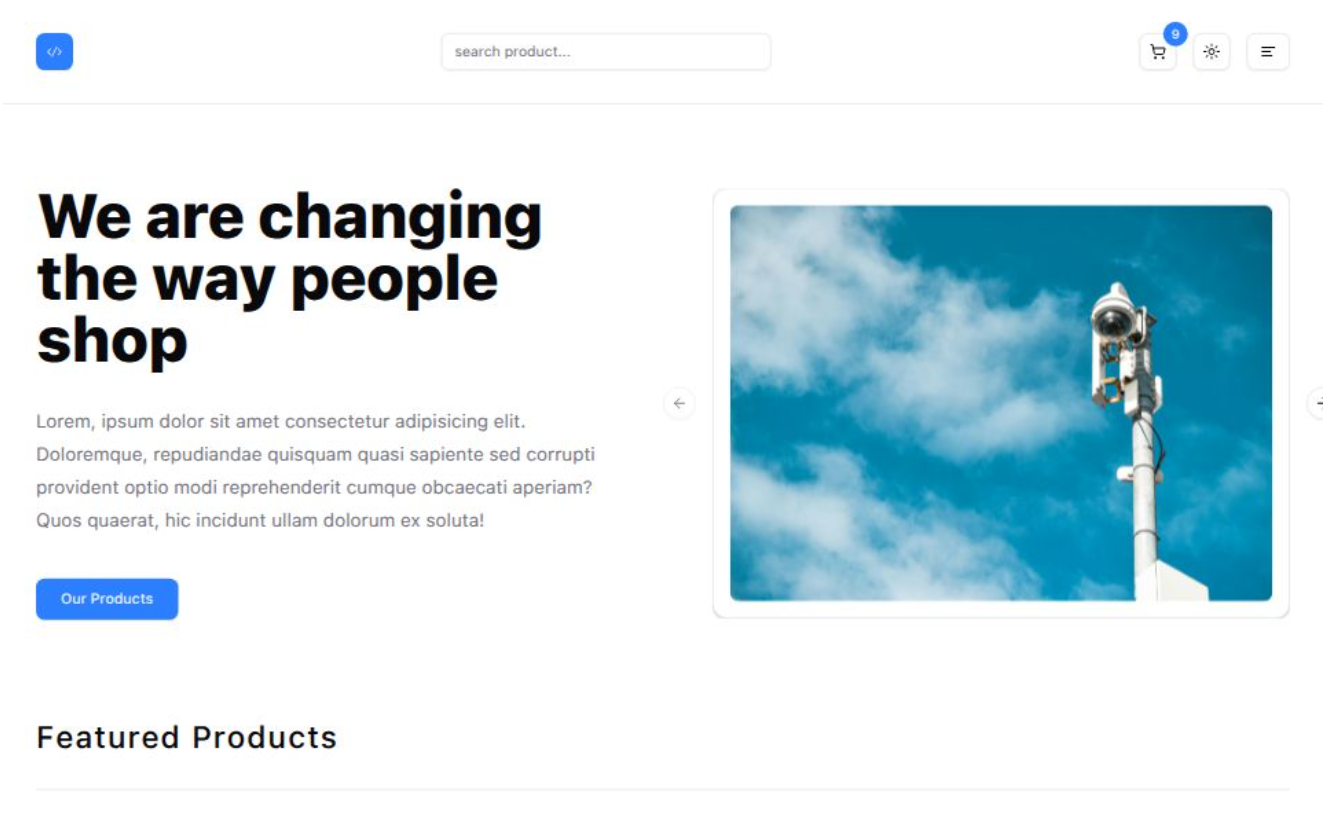 </>
search product...
9
We are changing
the way people
shop
Lorem, ipsum dolor sit amet consectetur adipisicing elit.
Doloremque, repudiandae quisquam quasi sapiente sed corrupti
provident optio modi reprehenderit cumque obcaecati aperiam?
Quos quaerat, hic incidunt ullam dolorum ex soluta!
Our Products
Featured Products